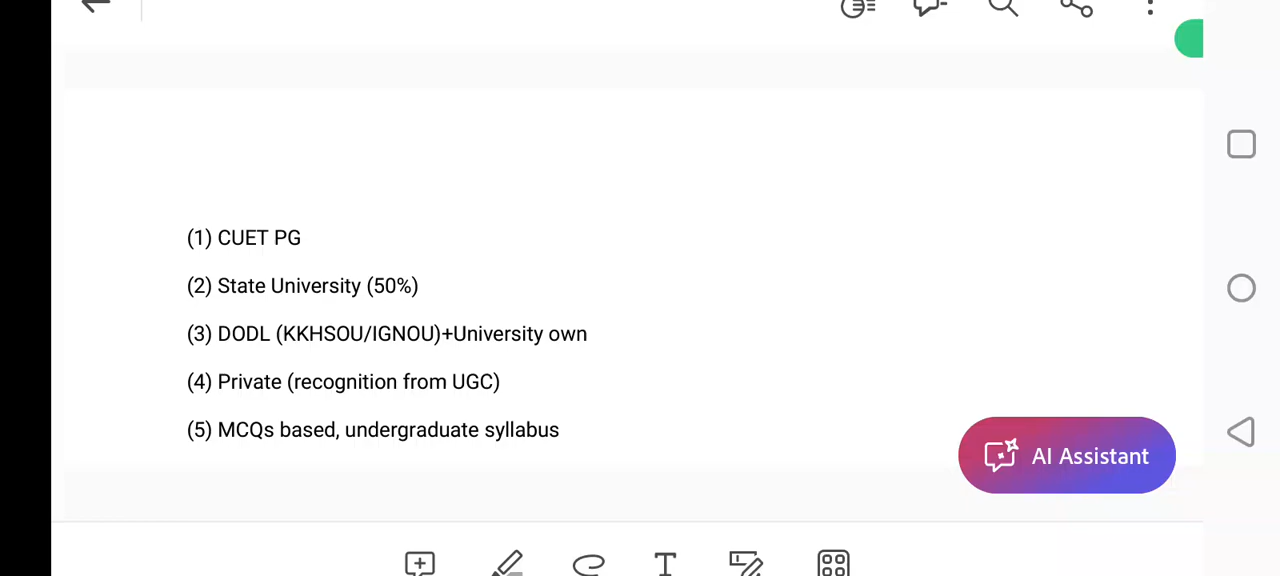 (1) CUET PG
(2) State University (50%)
(3) DODL (KKHSOU/IGNOU)+University own
(4) Private (recognition from UGC)
(5) MCQs based, undergraduate syllabus
AI Assistant